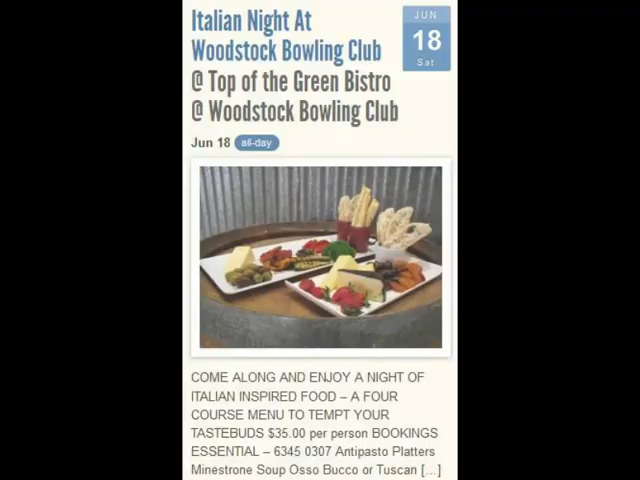 Italian Night At
JUN
Woodstock Bowling Club
18
Sat
@ Top of the Green Bistro
@ Woodstock Bowling Club
Jun 18 all-day
COME ALONG AND ENJOY A NIGHT OF
ITALIAN INSPIRED FOOD – A FOUR
COURSE MENU TO TEMPT YOUR
TASTEBUDS $35.00 per person BOOKINGS
ESSENTIAL – 6345 0307 Antipasto Platters
Minestrone Soup Osso Bucco or Tuscan [...]